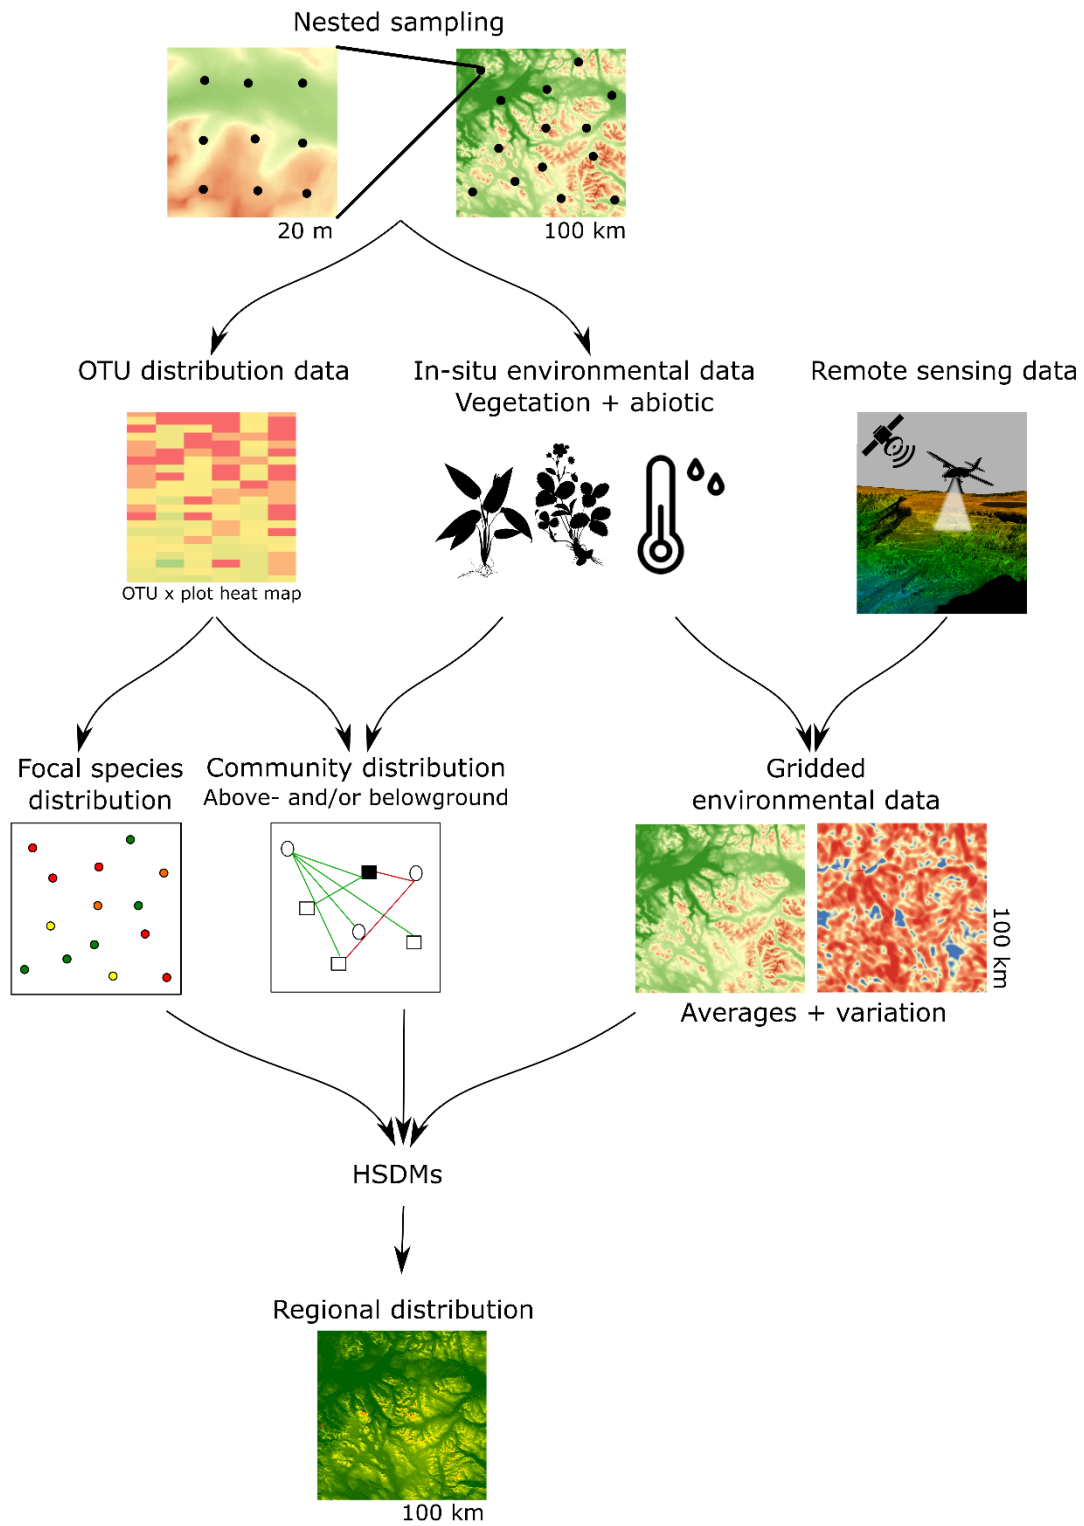 Nested sampling
20 m
100 km
OTU distribution data
In-situ environmental data
Vegetation + abiotic
Remote sensing data
OTU x plot heat map
Focal species
distribution
Community distribution
Above- and/or belowground
Gridded
environmental data
100 km
Averages + variation
HSDMs
Regional distribution
100 km